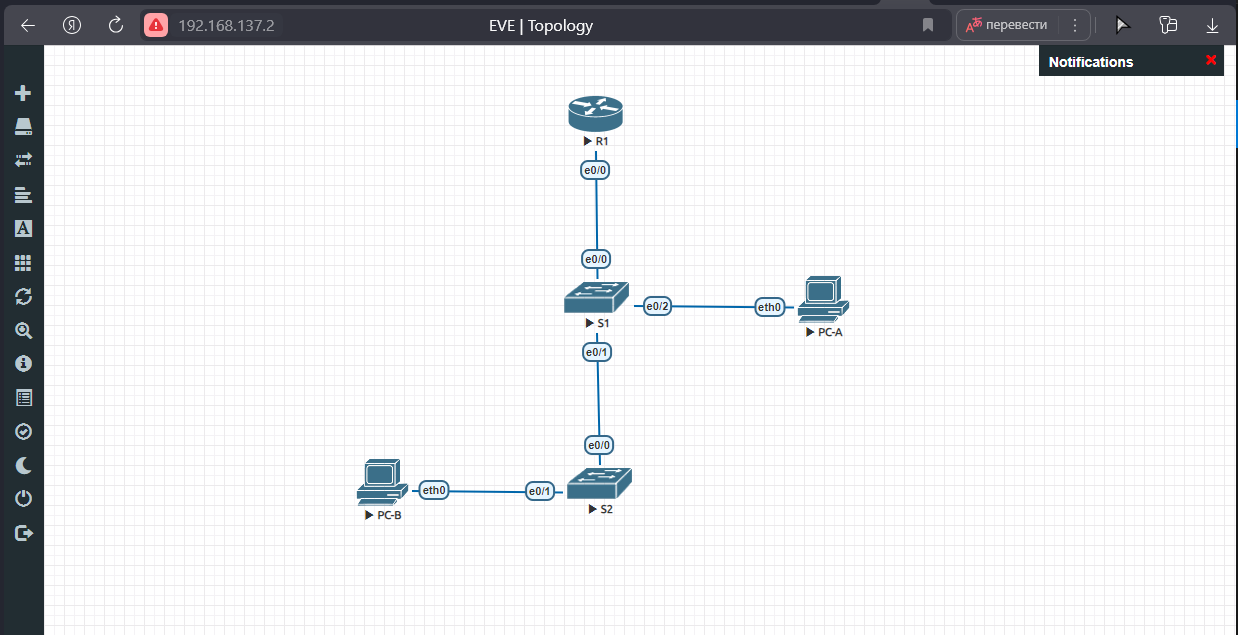 192.168.137.2
EVE | Topology
перевести
Notifications
R1
e0/0
e0/0
S1
e0/2
eth0
PC-A
e0/1
e0/0
S2
e0/1
eth0
PC-B